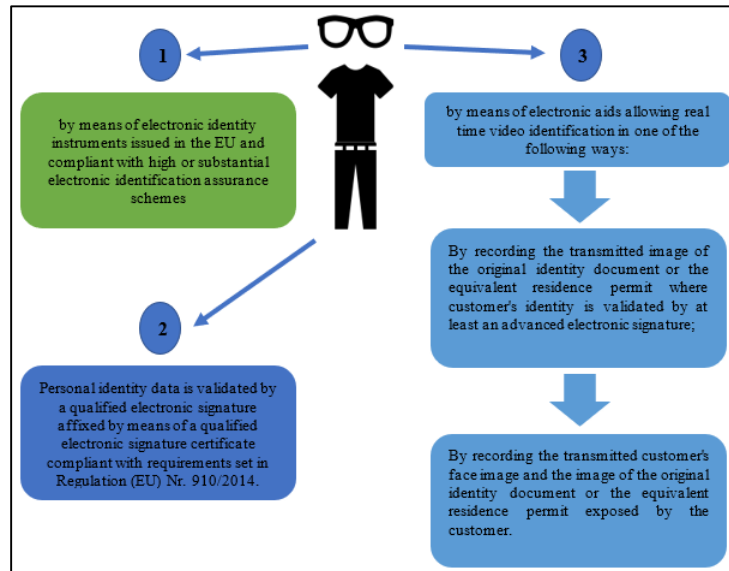 1
by means of electronic identity
instruments issued in the EU and
compliant with high or substantial
electronic identification assurance
schemes
2
Personal identity data is validated by
a qualified electronic signature
affixed by means of a qualified
electronic signature certificate
compliant with requirements set in
Regulation (EU) Nr. 910/2014.
3
by means of electronic aids allowing real
time video identification in one of the
following ways:
By recording the transmitted image of
the original identity document or the
equivalent residence permit where
customer's identity is validated by at
least an advanced electronic signature;
By recording the transmitted customer's
face image and the image of the original
identity document or the equivalent
residence permit exposed by the
customer.